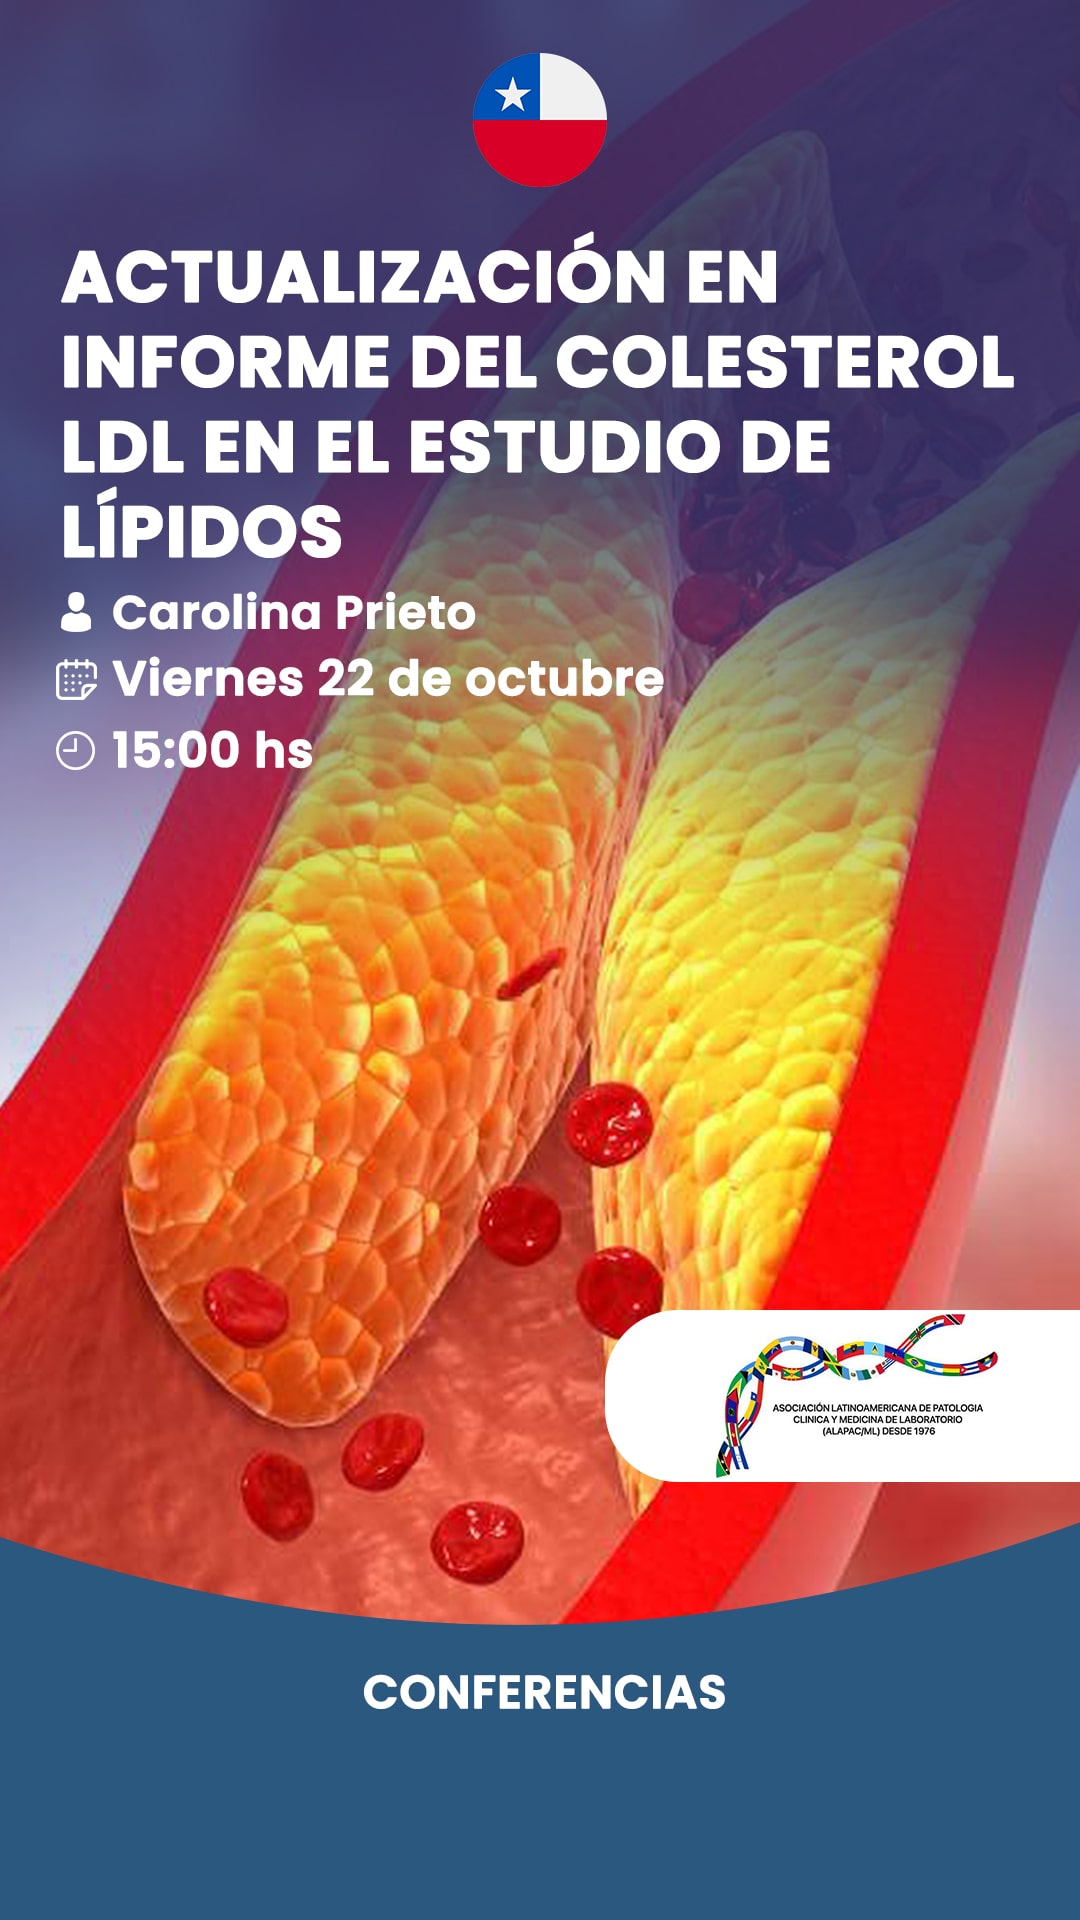 ACTUALIZACIÓN EN
INFORME DEL COLESTEROL
LDL EN EL ESTUDIO DE
LÍPIDOS
Carolina Prieto
Viernes 22 de octubre
15:00 hs
ASOCIACIÓN LATINOAMERICANA DE PATOLOGIA
CLINICA Y MEDICINA DE LABORATORIO
(ALAPAC/ML) DESDE 1976
CONFERENCIAS